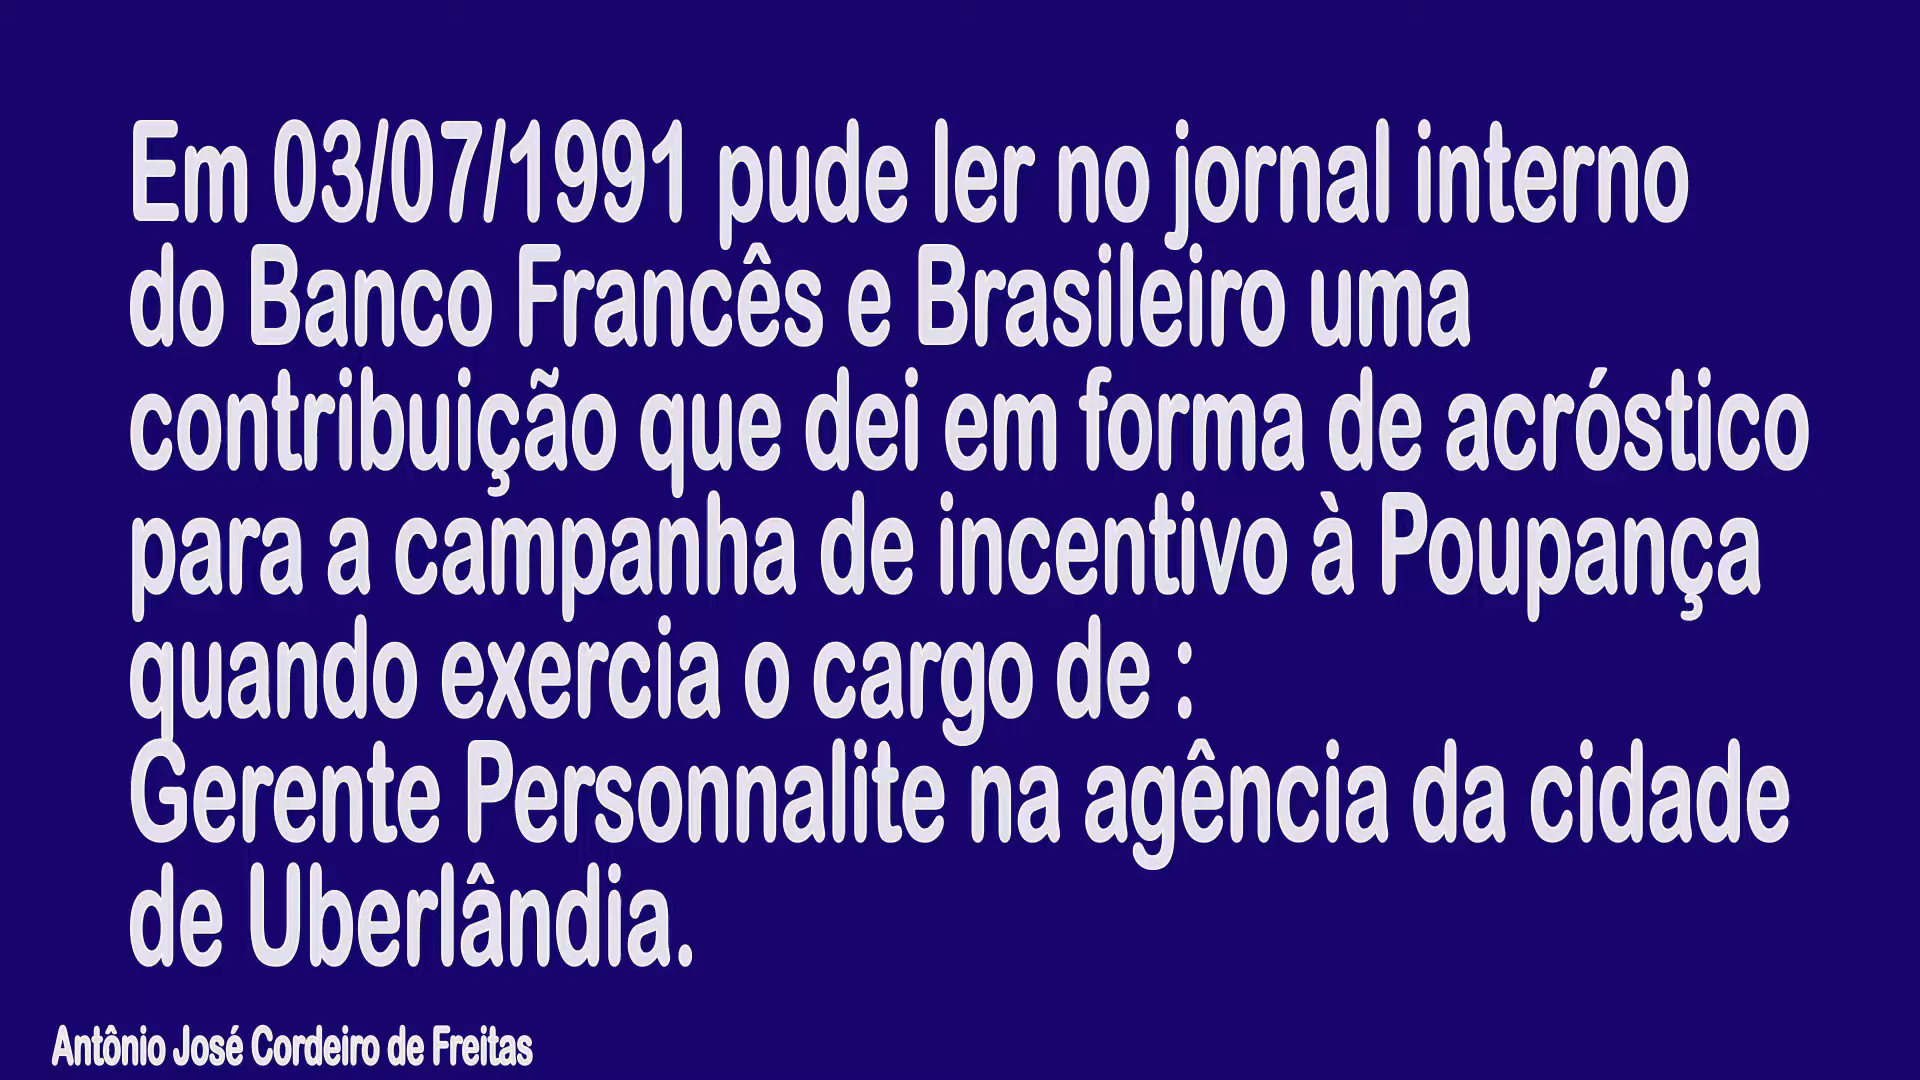 Em 03/07/1991 pude ler no jornal interno
do Banco Francês e Brasileiro uma
contribuição que dei em forma de acróstico
para a campanha de incentivo à Poupança
quando exercia o cargo de :
Gerente Personnalite na agência da cidade
de Uberlândia.
Antônio José Cordeiro de Freitas